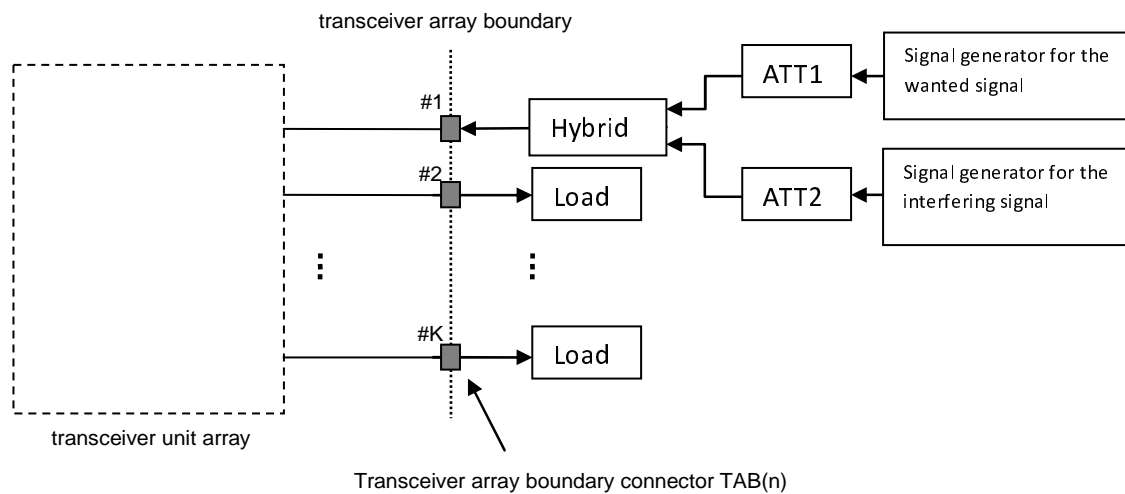 transceiver array boundary
Signal generator for the
wanted signal
ATT1
#1
Hybrid
#2
Load
ATT2
Signal generator for the
interfering signal
#K
Load
transceiver unit array
Transceiver array boundary connector TAB(n)